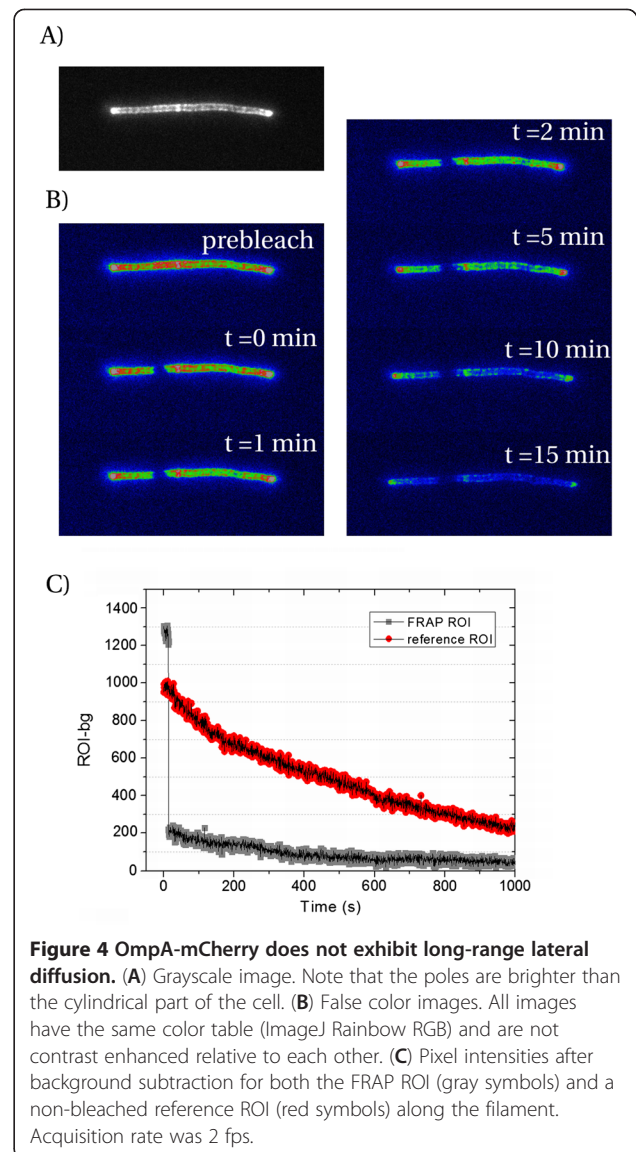 A)
B)
prebleach
t =0 min
t =1 min
t =2 min
t =5 min
t =10 min
t =15 min
C)
1400
1200
1000
800
600
400
200
0
ROI-bg
FRAP ROI
reference ROI
0 200 400 600 800 1000
Time (s)
Figure 4 OmpA-mCherry does not exhibit long-range lateral
diffusion. (A) Grayscale image. Note that the poles are brighter than
the cylindrical part of the cell. (B) False color images. All images
have the same color table (ImageJ Rainbow RGB) and are not
contrast enhanced relative to each other. (C) Pixel intensities after
background subtraction for both the FRAP ROI (gray symbols) and a
non-bleached reference ROI (red symbols) along the filament.
Acquisition rate was 2 fps.